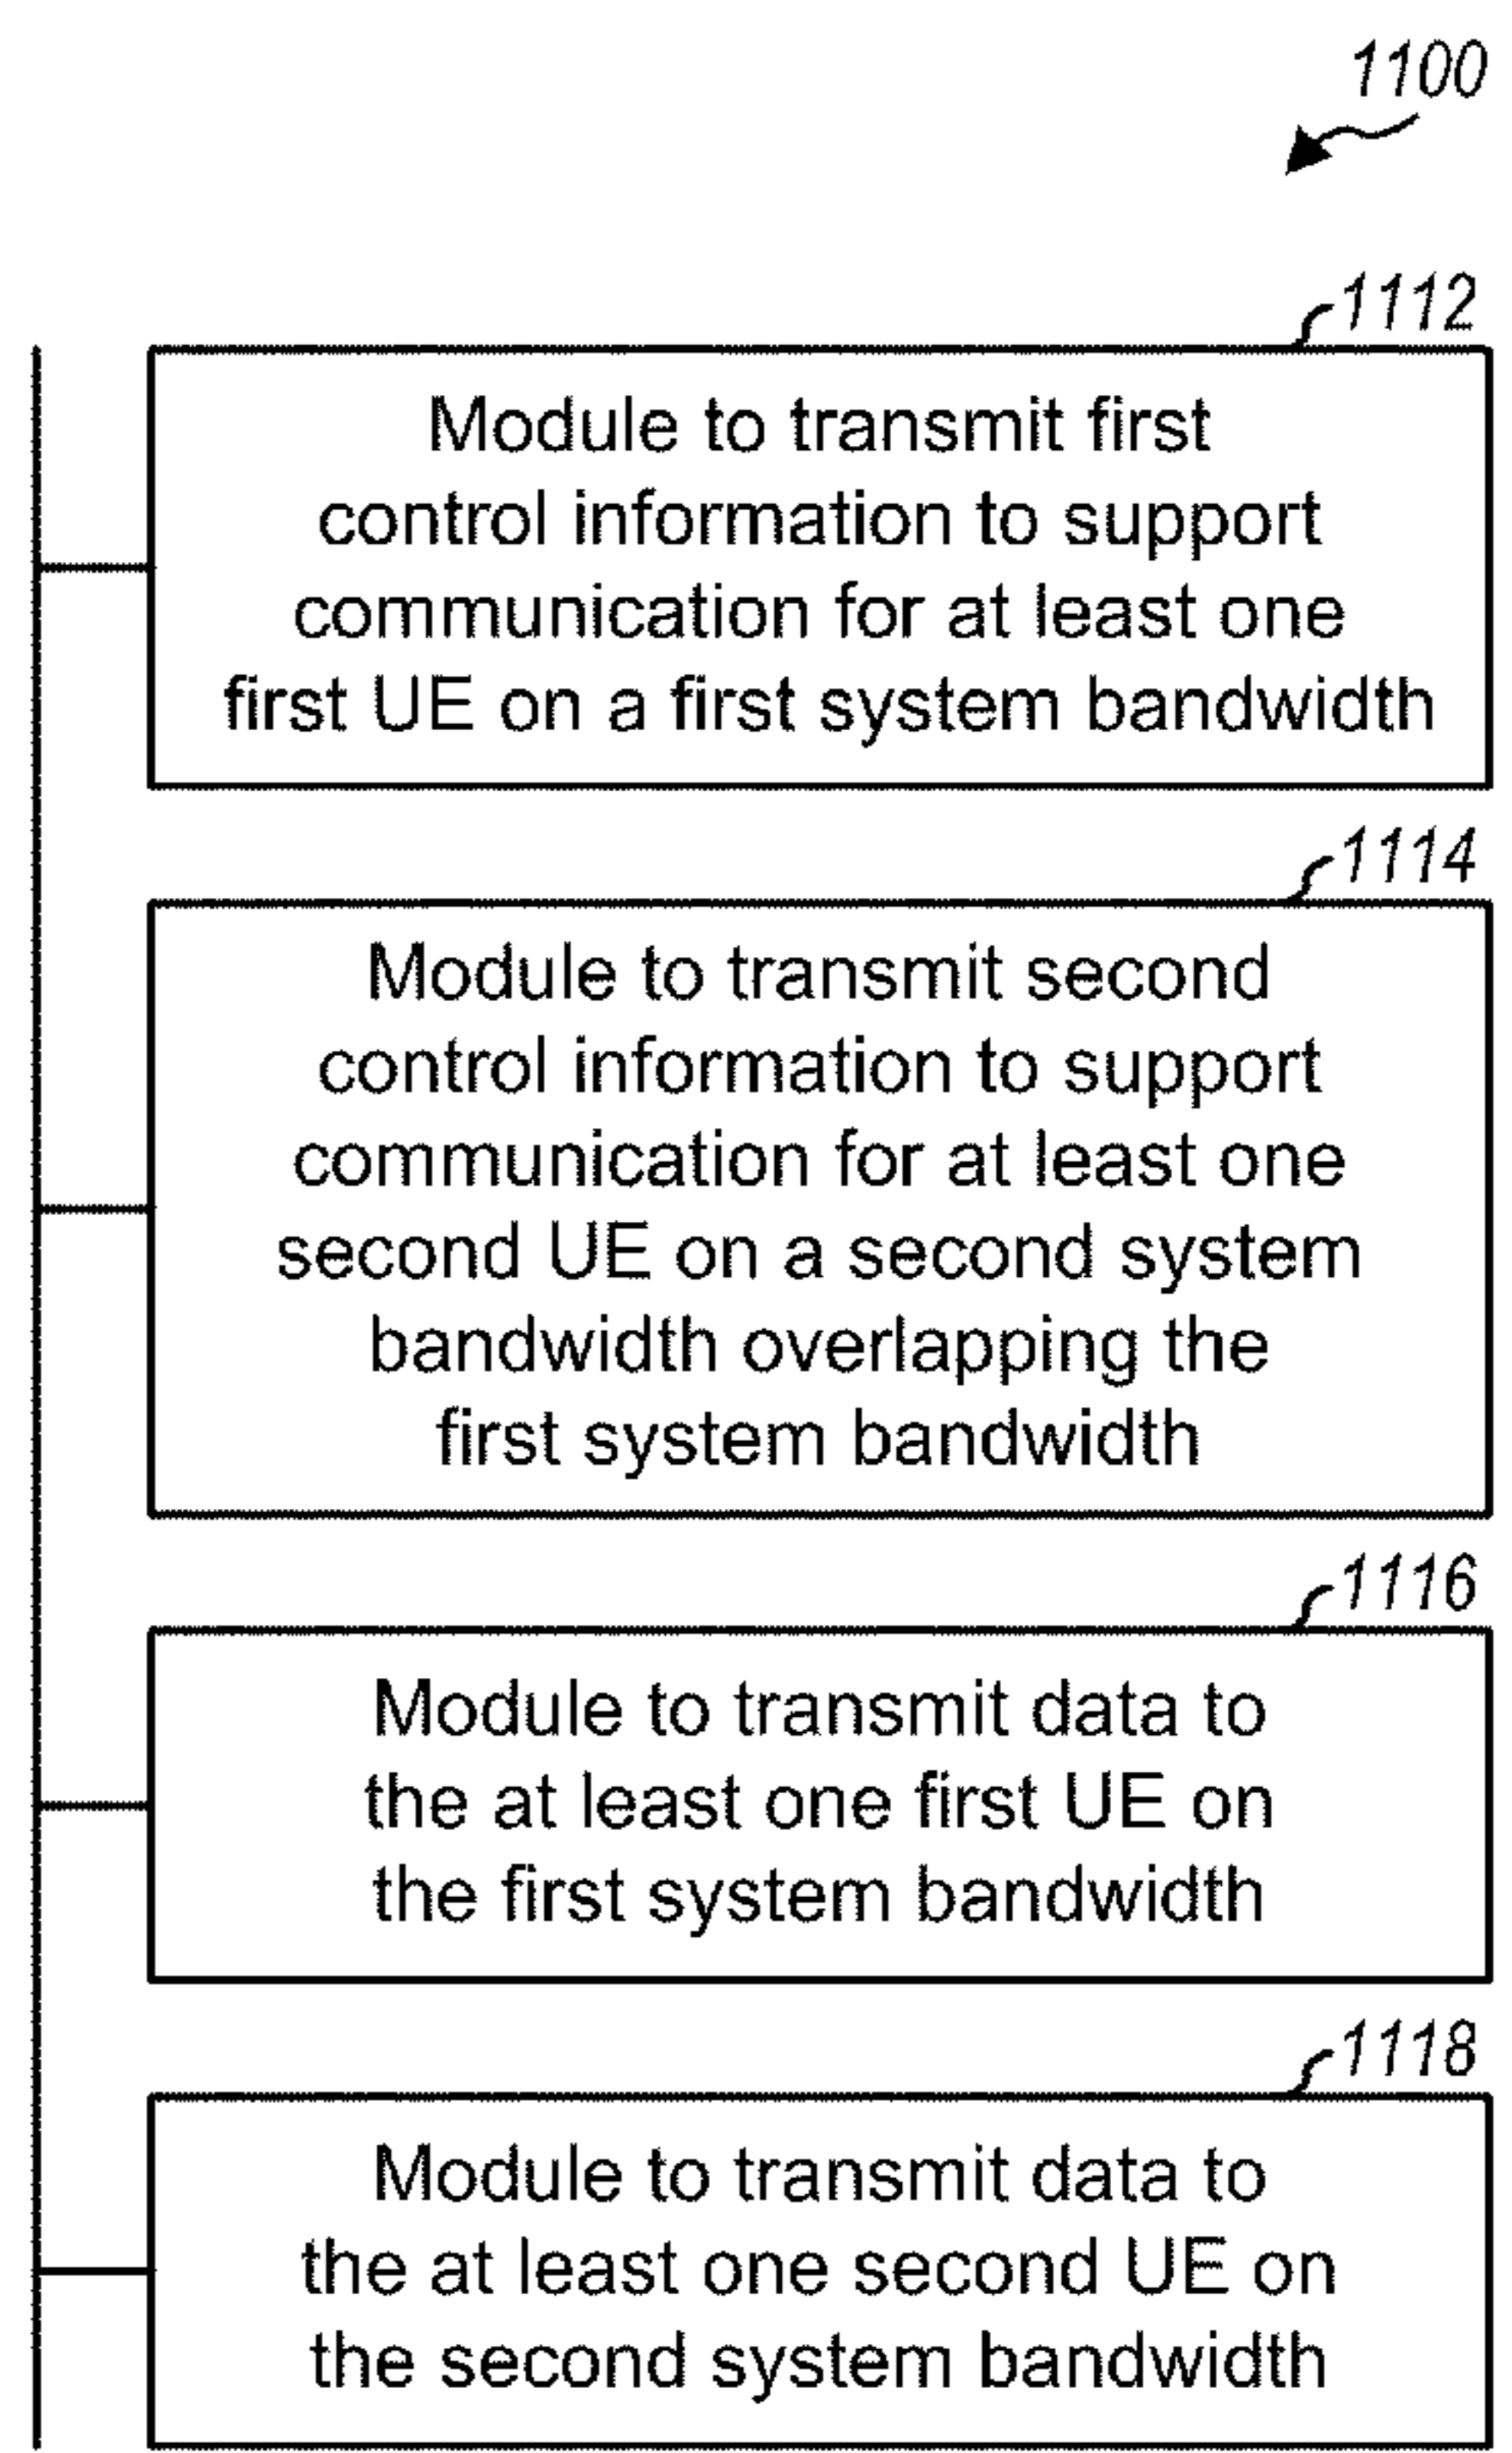 1100
1112
Module to transmit first
control information to support
communication for at least one
first UE on a first system bandwidth
1114
Module to transmit second
control information to support
communication for at least one
second UE on a second system
bandwidth overlapping the
first system bandwidth
1116
Module to transmit data to
the at least one first UE on
the first system bandwidth
1118
Module to transmit data to
the at least one second UE on
the second system bandwidth